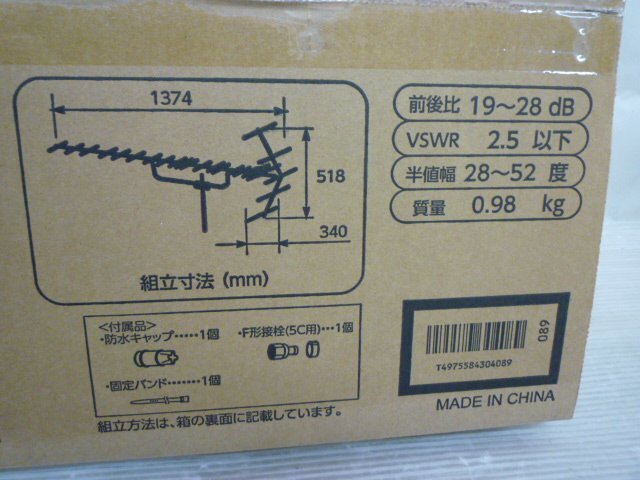 1374
518
340
組立寸法 (mm)
前後比 19～28 dB
VSWR 2.5 以下
半値幅 28～52 度
質量 0.98 kg
<付属品>
・防水キャップ……1個
・F形接栓(5C用)…1個
・固定バンド……1個
組立方法は、箱の裏面に記載しています。
T4975584304089
089
MADE IN CHINA